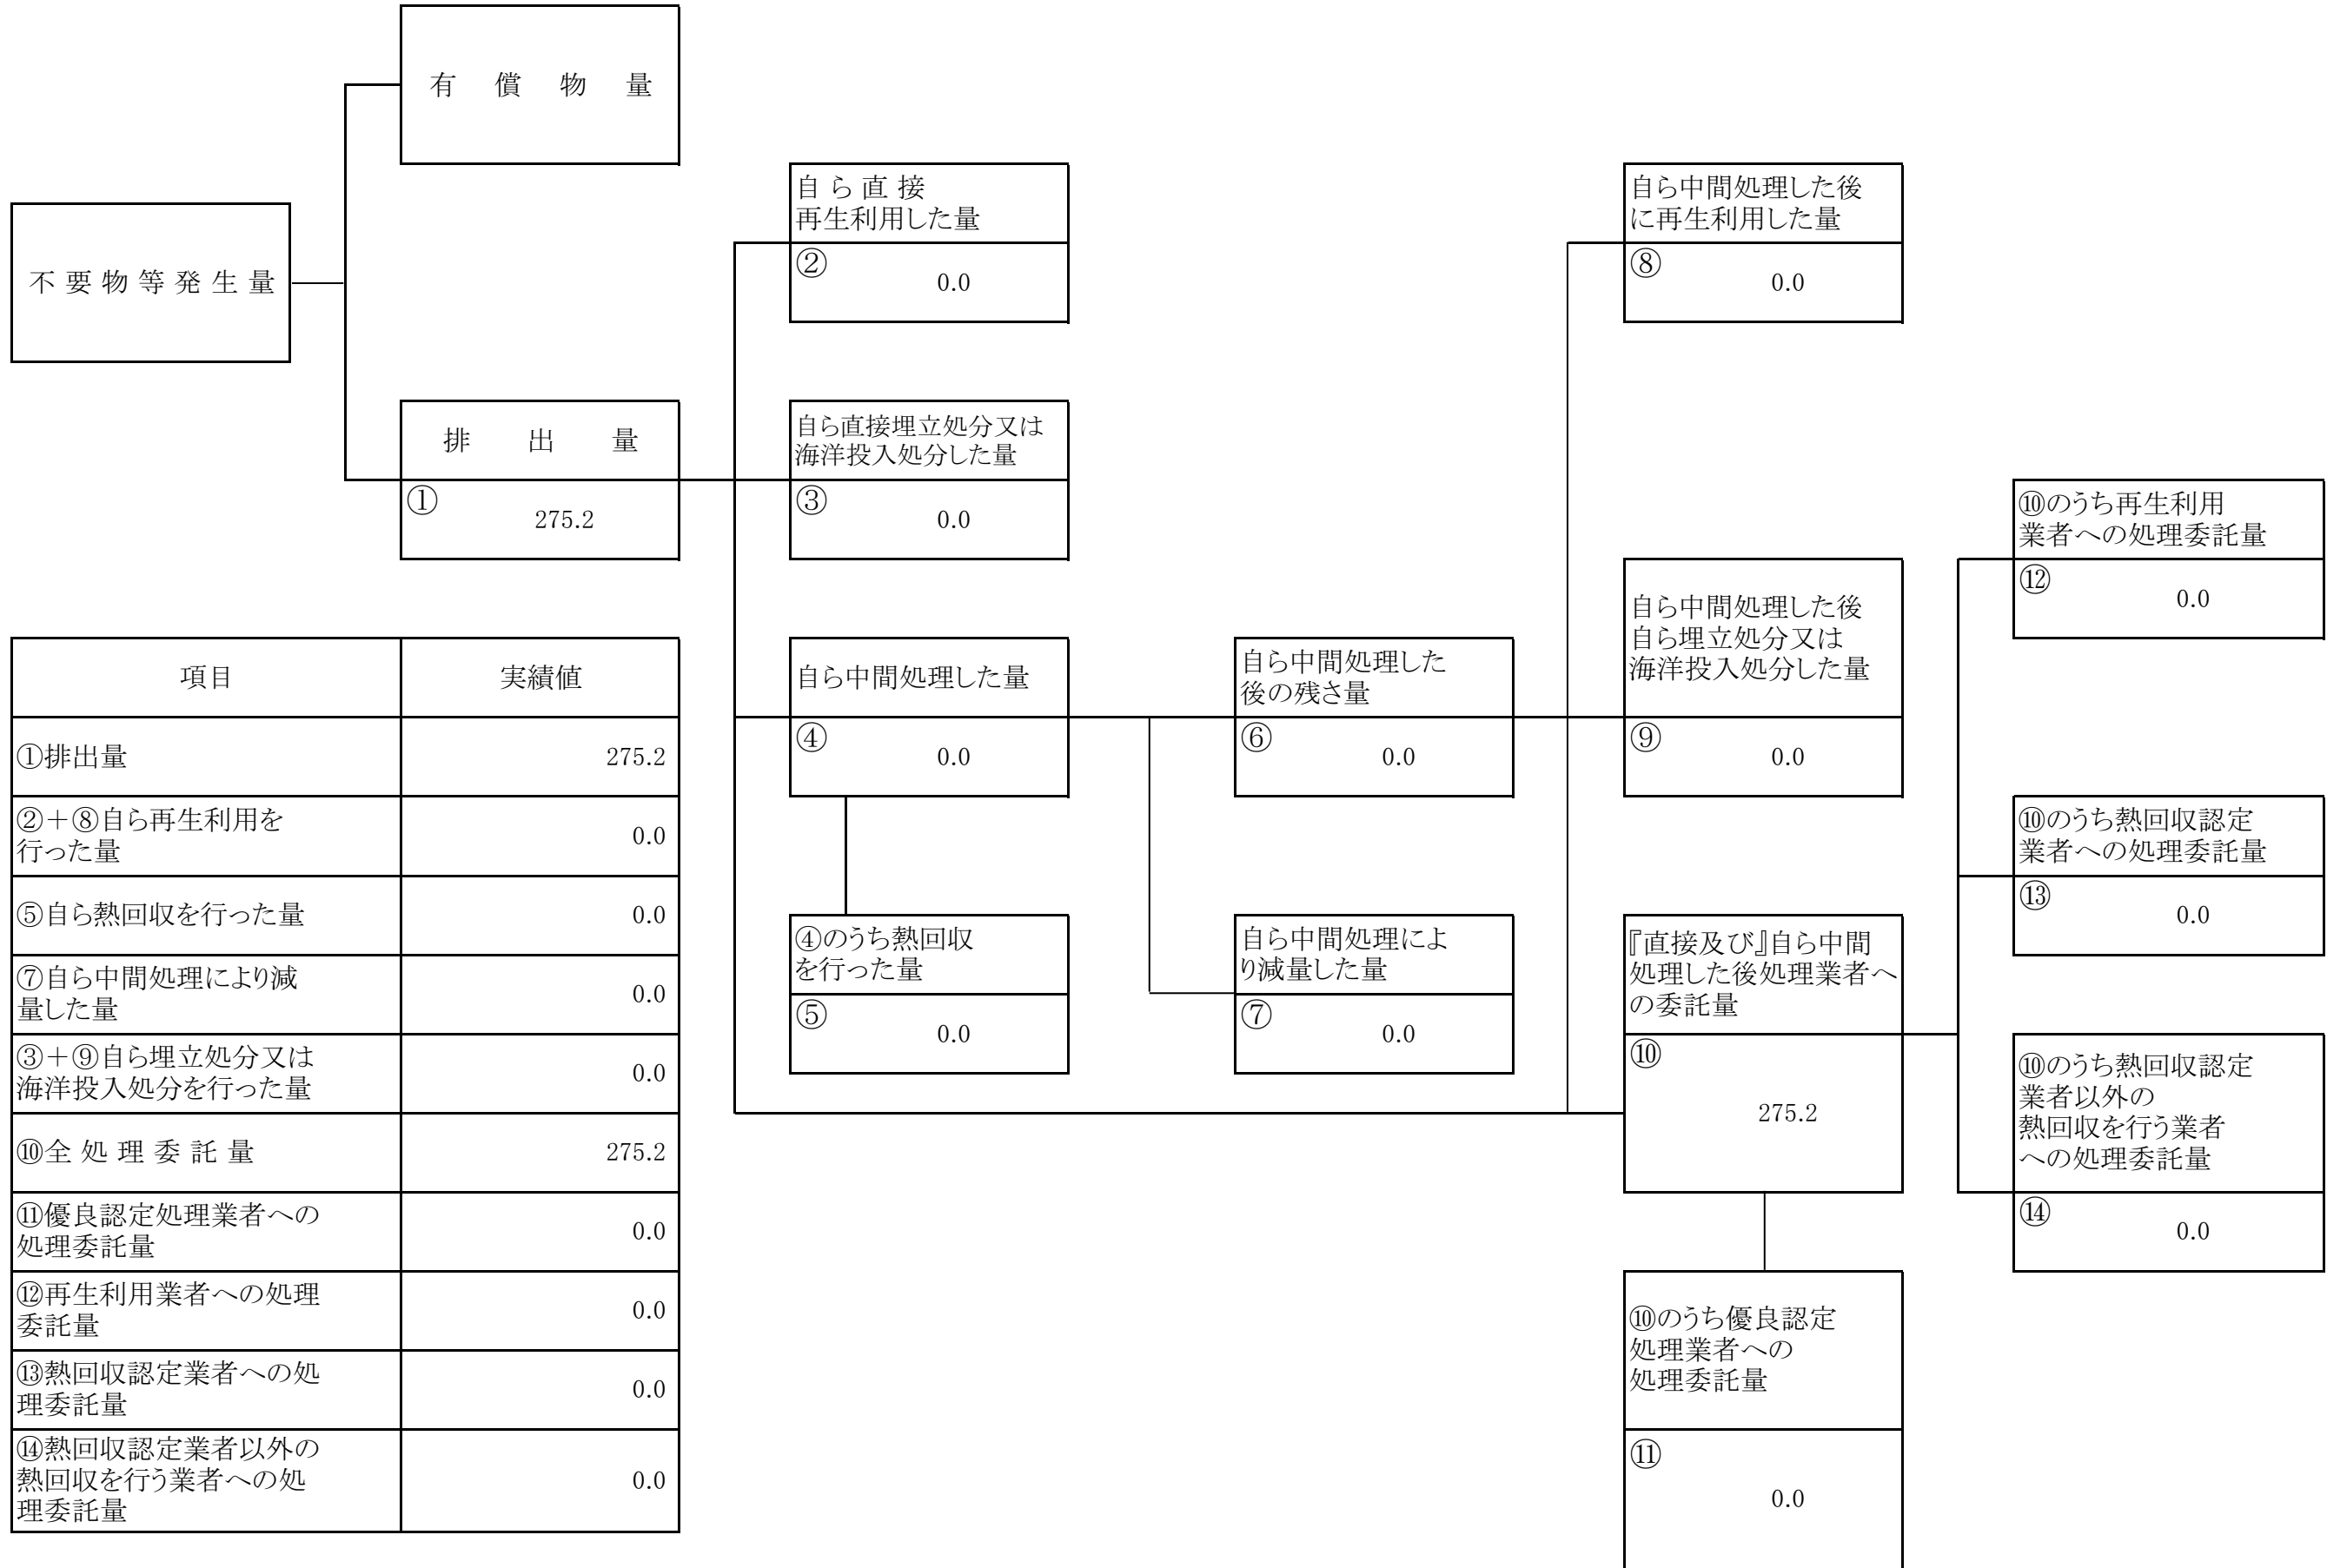 有償物量
不要物等発生量
排出量
①
275.2
自ら直接
再生利用した量
②
0.0
自ら直接埋立処分又は
海洋投入処分した量
③
0.0
自ら中間処理した量
④
0.0
④のうち熱回収
を行った量
⑤
0.0
自ら中間処理した
後の残さ量
⑥
0.0
自ら中間処理によ
り減量した量
⑦
0.0
自ら中間処理した後
に再生利用した量
⑧
0.0
自ら中間処理した後
自ら埋立処分又は
海洋投入処分した量
⑨
0.0
『直接及び』自ら中間
処理した後処理業者へ
の委託量
⑩
275.2
⑩のうち優良認定
処理業者への
処理委託量
⑪
0.0
⑩のうち再生利用
業者への処理委託量
⑫
0.0
⑩のうち熱回収認定
業者への処理委託量
⑬
0.0
⑩のうち熱回収認定
業者以外の
熱回収を行う業者
への処理委託量
⑭
0.0
項目 実績値
①排出量 275.2
②＋⑧自ら再生利用を
行った量 0.0
⑤自ら熱回収を行った量 0.0
⑦自ら中間処理により減
量した量 0.0
③＋⑨自ら埋立処分又は
海洋投入処分を行った量 0.0
⑩全処理委託量 275.2
⑪優良認定処理業者への
処理委託量 0.0
⑫再生利用業者への処理
委託量 0.0
⑬熱回収認定業者への処
理委託量 0.0
⑭熱回収認定業者以外の
熱回収を行う業者への処
理委託量 0.0